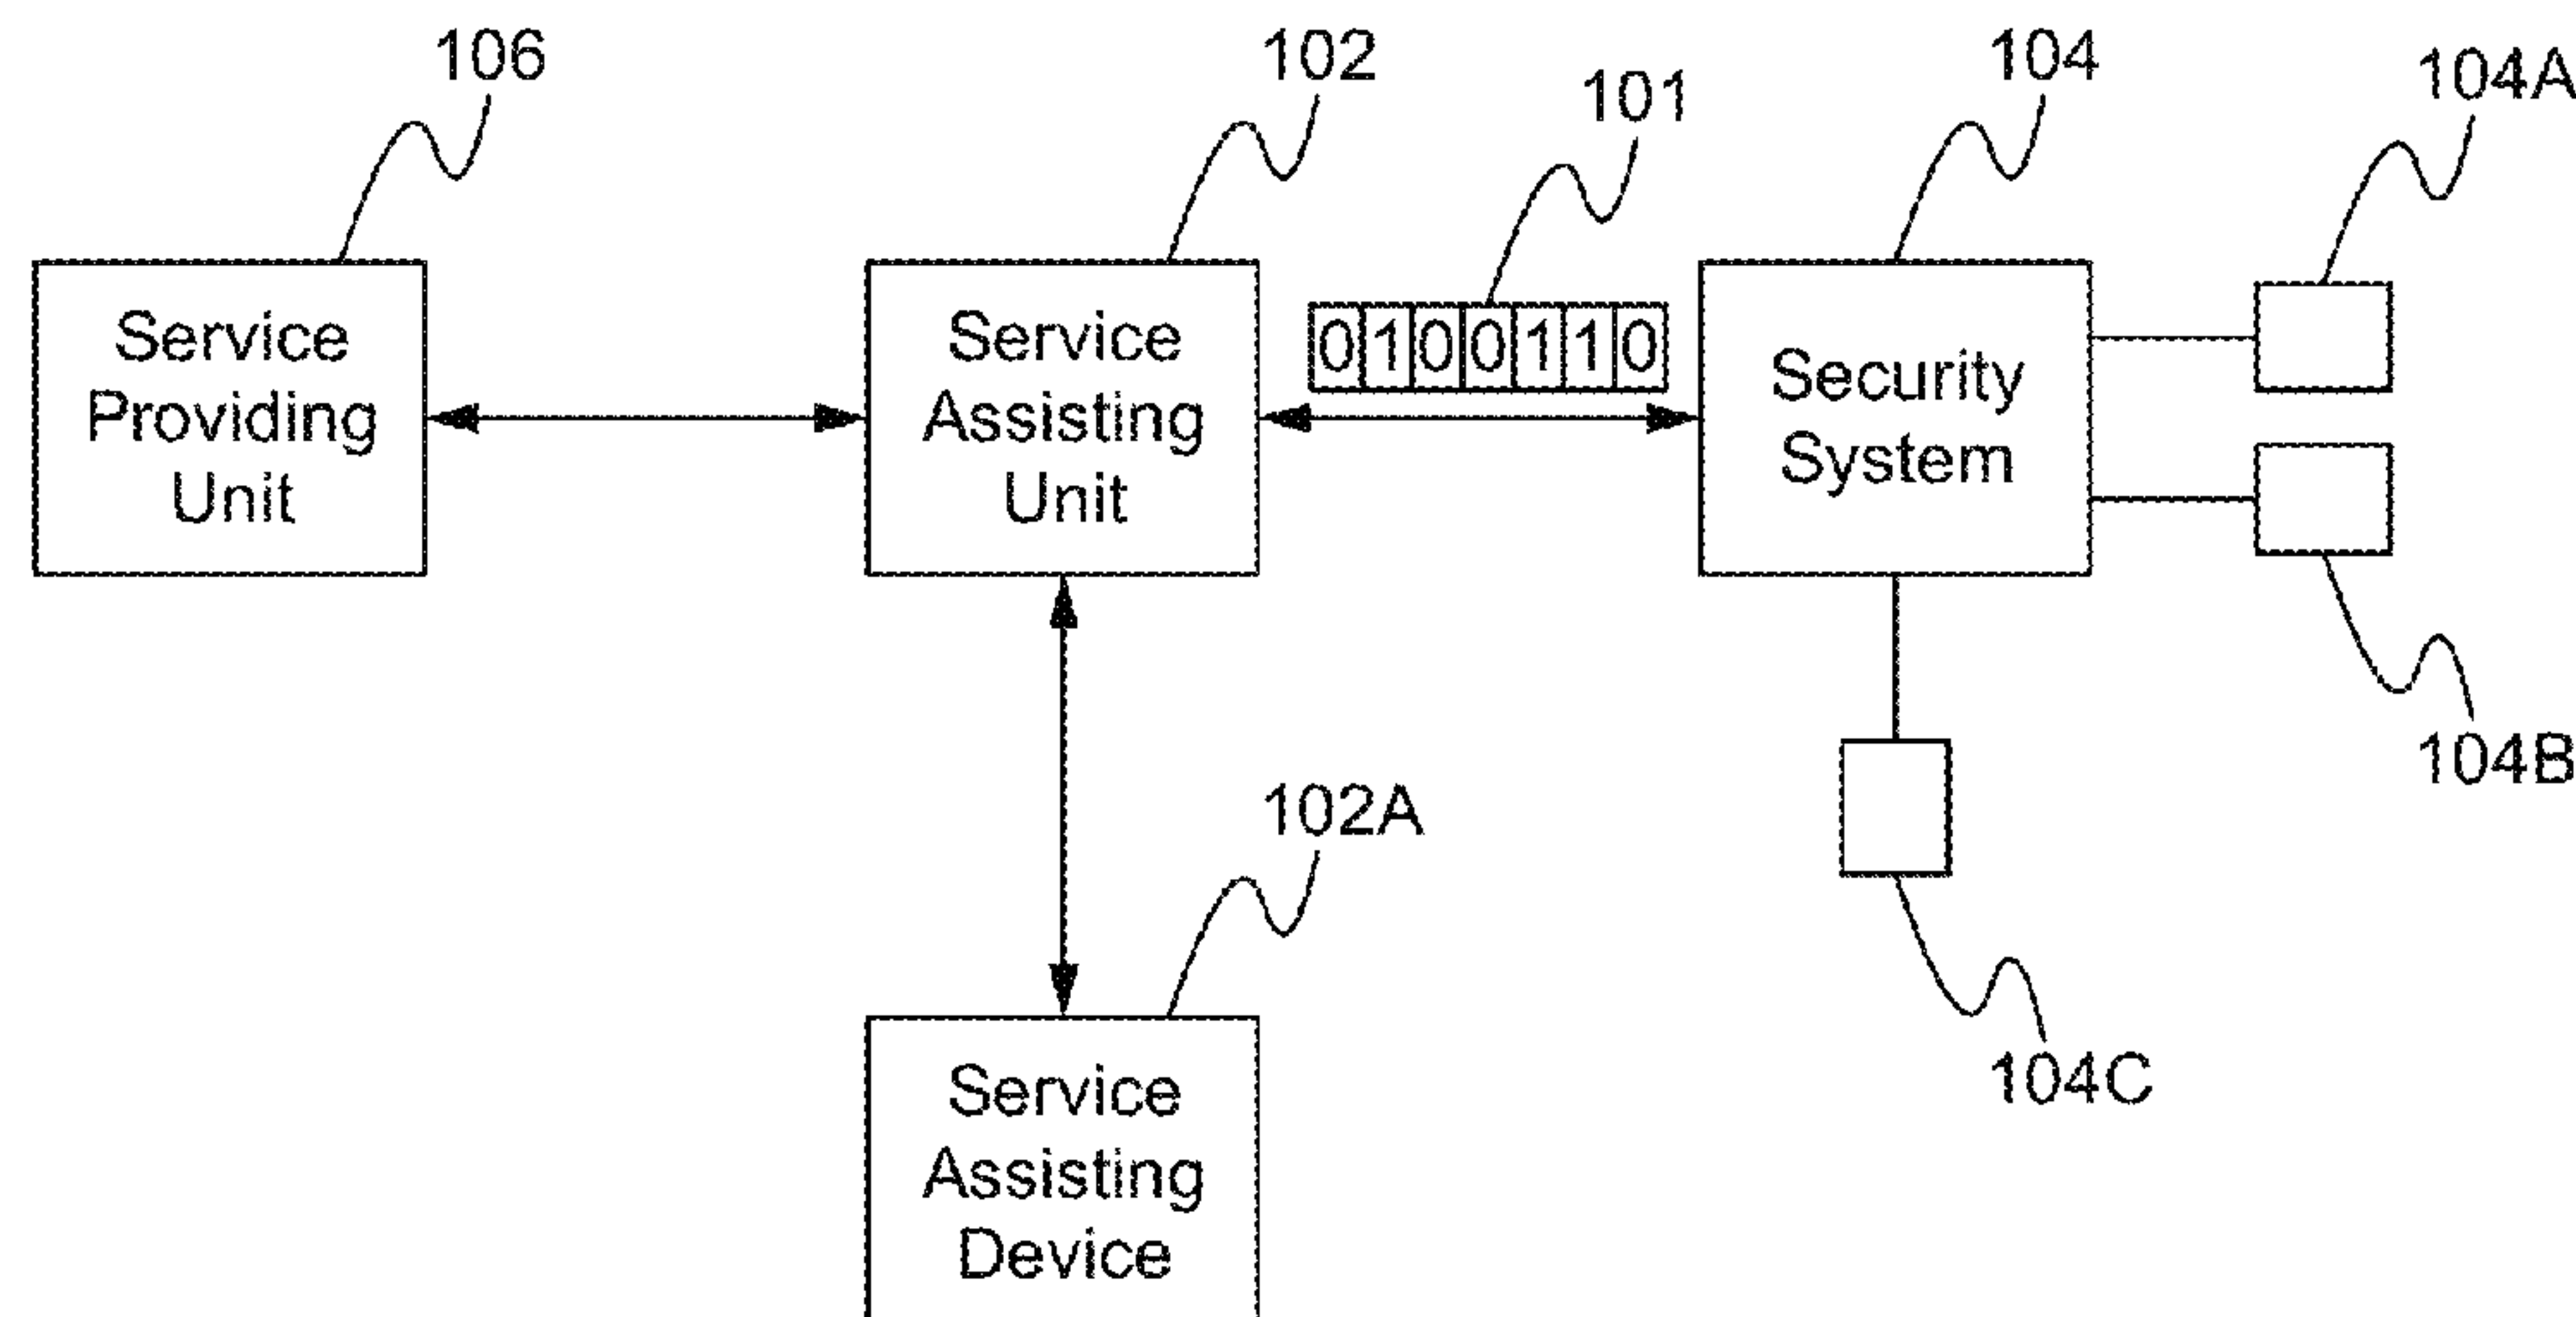 106
102
101
104
104A
Service
Providing
Unit
Service
Assisting
Unit
0100110
Security
System
104B
102A
104C
Service
Assisting
Device